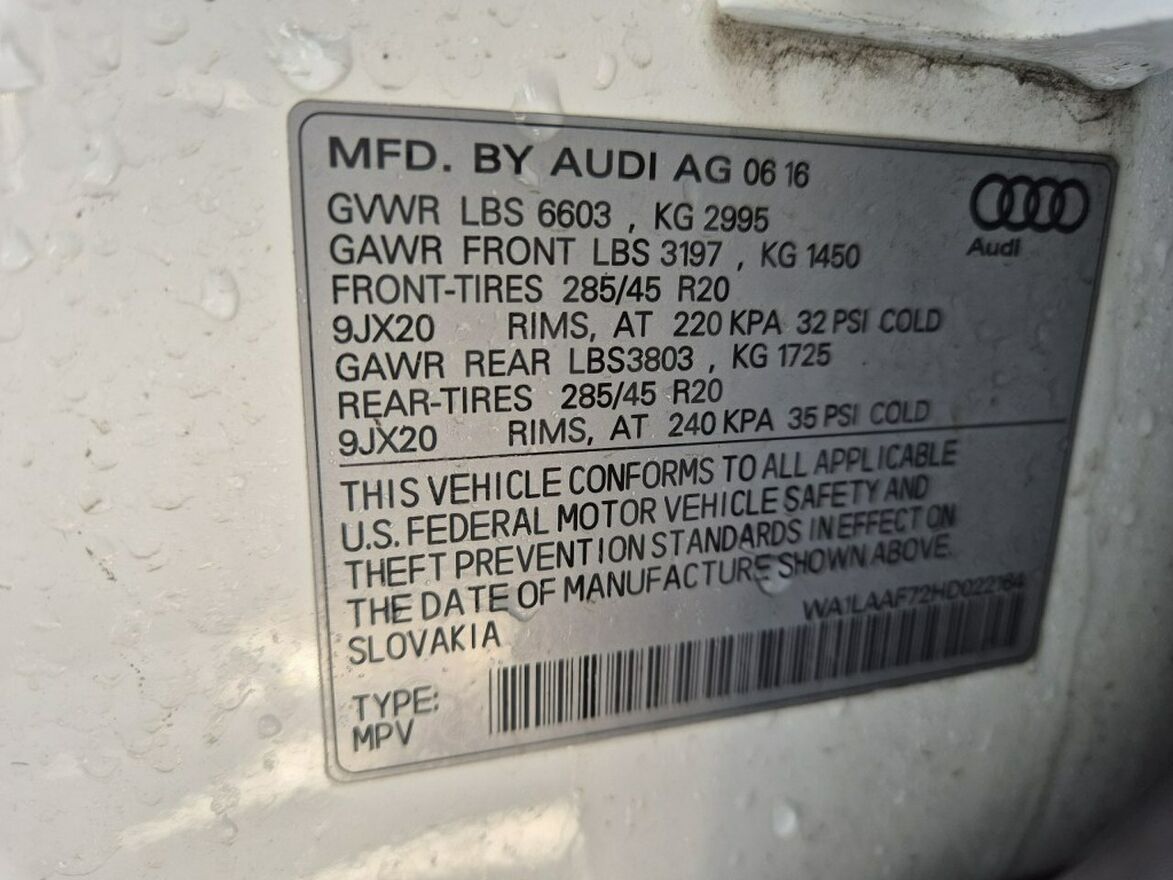 MFD. BY AUDI AG 06 16
GVWR LBS 6603 , KG 2995
GAWR FRONT LBS 3197 , KG 1450
FRONT-TIRES 285/45 R20
9JX20 RIMS, AT 220 KPA 32 PSI COLD
GAWR REAR LBS3803 , KG 1725
REAR-TIRES 285/45 R20
9JX20 RIMS, AT 240 KPA 35 PSI COLD
Audi
THIS VEHICLE CONFORMS TO ALL APPLICABLE
U.S. FEDERAL MOTOR VEHICLE SAFETY AND
THEFT PREVENTION STANDARDS IN EFFECT ON
THE DATE OF MANUFACTURE SHOWN ABOVE.
SLOVAKIA
WA1LAAF72HD022164
TYPE:
MPV